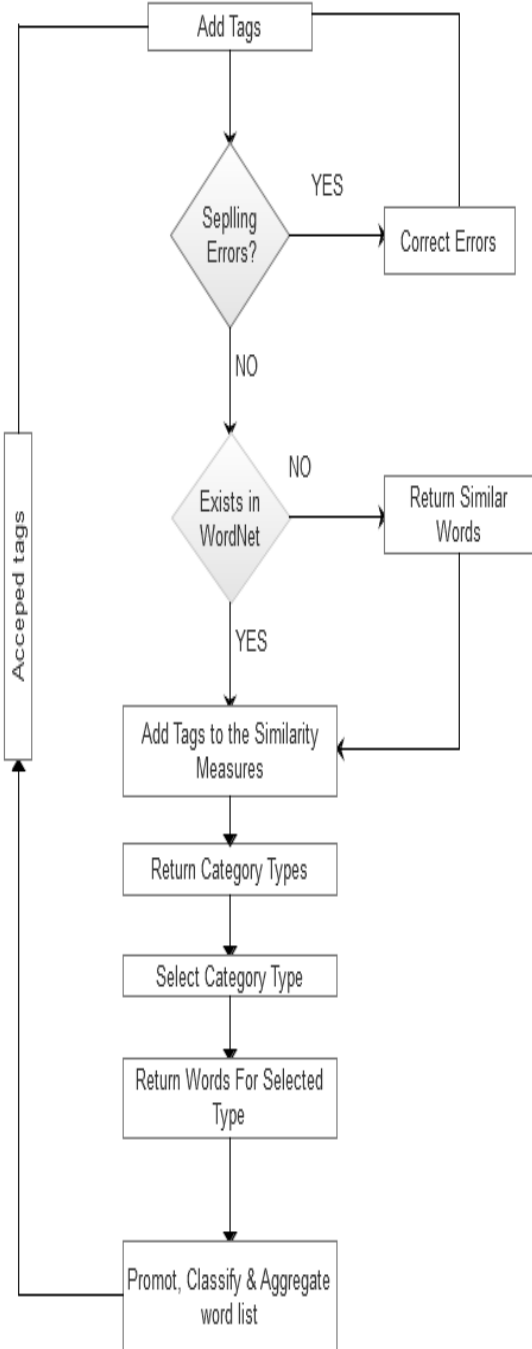 Add Tags
YES
Seplling
Errors?
Correct Errors
NO
NO
Exists in
WordNet
Return Similar
Words
Acceped tags
YES
Add Tags to the Similarity
Measures
Return Category Types
Select Category Type
Return Words For Selected
Type
Promot, Classify & Aggregate
word list